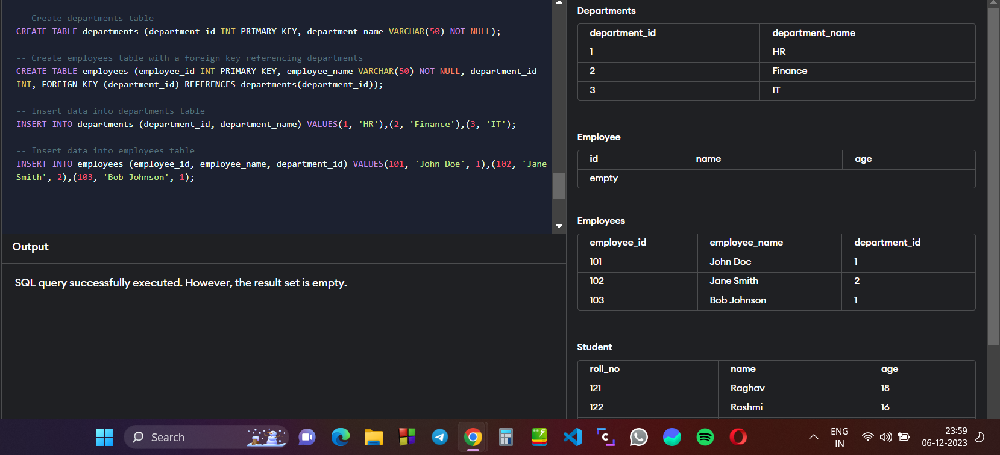 -- Create departments table
CREATE TABLE departments (department_id INT PRIMARY KEY, department_name VARCHAR(50) NOT NULL);
-- Create employees table with a foreign key referencing departments
CREATE TABLE employees (employee_id INT PRIMARY KEY, employee_name VARCHAR(50) NOT NULL, department_id
INT, FOREIGN KEY (department_id) REFERENCES departments(department_id));
-- Insert data into departments table
INSERT INTO departments (department_id, department_name) VALUES(1, 'HR'),(2, 'Finance'),(3, 'IT');
-- Insert data into employees table
INSERT INTO employees (employee_id, employee_name, department_id) VALUES(101, 'John Doe', 1),(102, 'Jane
Smith', 2),(103, 'Bob Johnson', 1);
Output
SQL query successfully executed. However, the result set is empty.
Departments
department_id department_name
1 HR
2 Finance
3 IT
Employee
id name age
empty
Employees
employee_id employee_name department_id
101 John Doe 1
102 Jane Smith 2
103 Bob Johnson 1
Student
roll_no name age
121 Raghav 18
122 Rashmi 16
Search
C
ENG
IN
23:59
06-12-2023